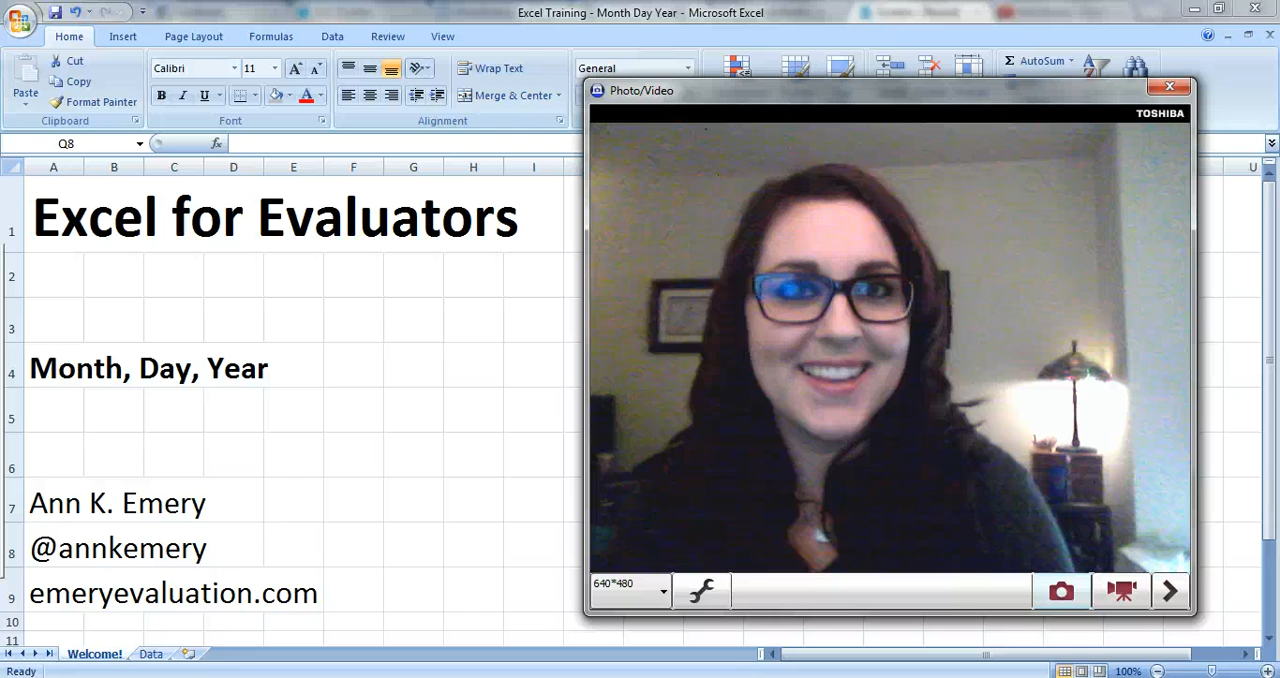 Excel Training - Month Day Year - Microsoft Excel
Home Insert Page Layout Formulas Data Review View
Cut
Copy
Format Painter
Paste
Clipboard
Calibri 11
B I U
Font
Wrap Text
Merge & Center
Alignment
General
Σ AutoSum
Q8
fx
Photo/Video
TOSHIBA
A B C D E F G H I U
1 Excel for Evaluators
2
3
4 Month, Day, Year
5
6
7 Ann K. Emery
8 @annkemery
9 emeryevaluation.com
10
11
640*480
Welcome! Data
Ready
100%